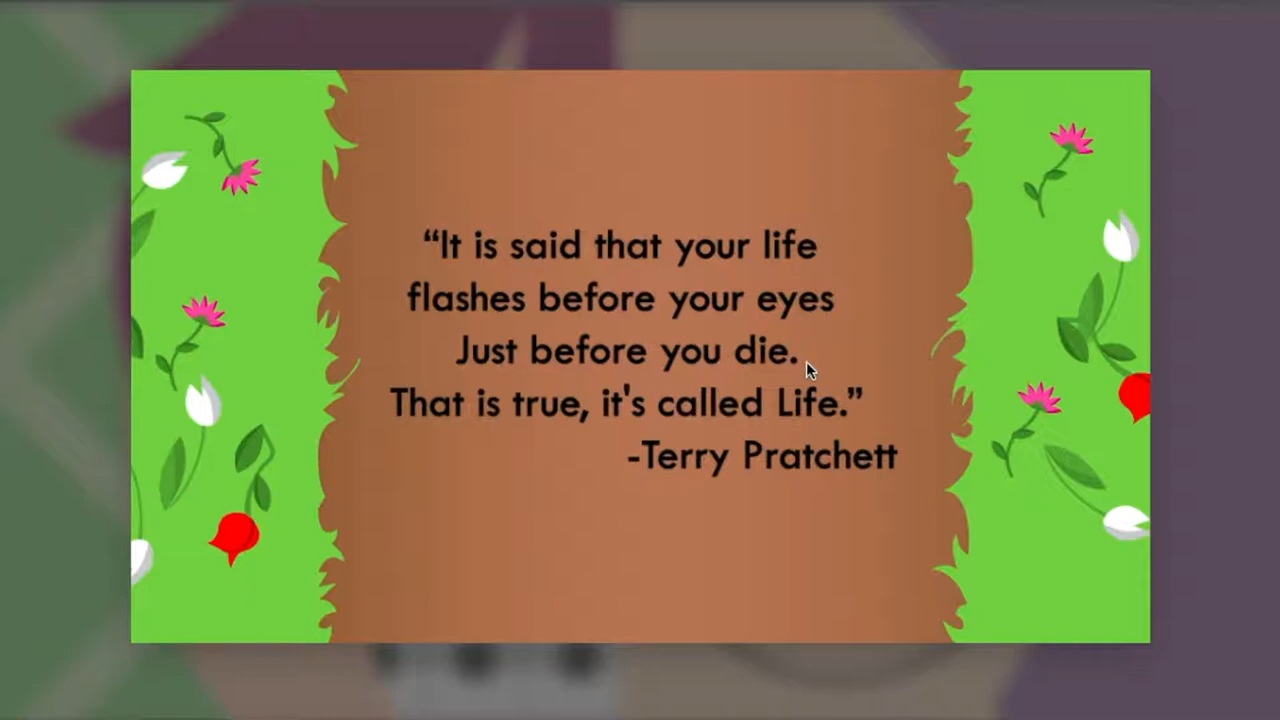 “It is said that your life
flashes before your eyes
Just before you die.
That is true, it's called Life.”
-Terry Pratchett